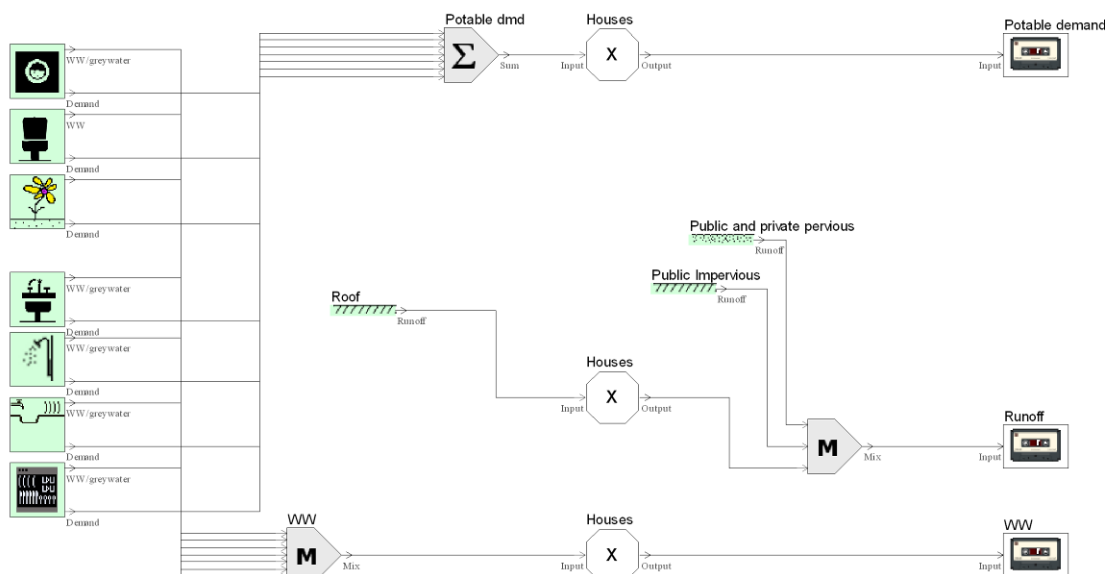 Potable dmd
Houses
Potable demand
WW/greywater
Σ
Sum
Input
X
Output
Input
Demand
WW
Demand
Demand
Public and private pervious
Runoff
Public Impervious
Runoff
WW/greywater
Roof
Runoff
Demand
WW/greywater
Houses
Demand
WW/greywater
Input
X
Output
Runoff
M
Mix
Input
Demand
WW/greywater
Demand
WW
Houses
WW
M
Mix
Input
X
Output
Input